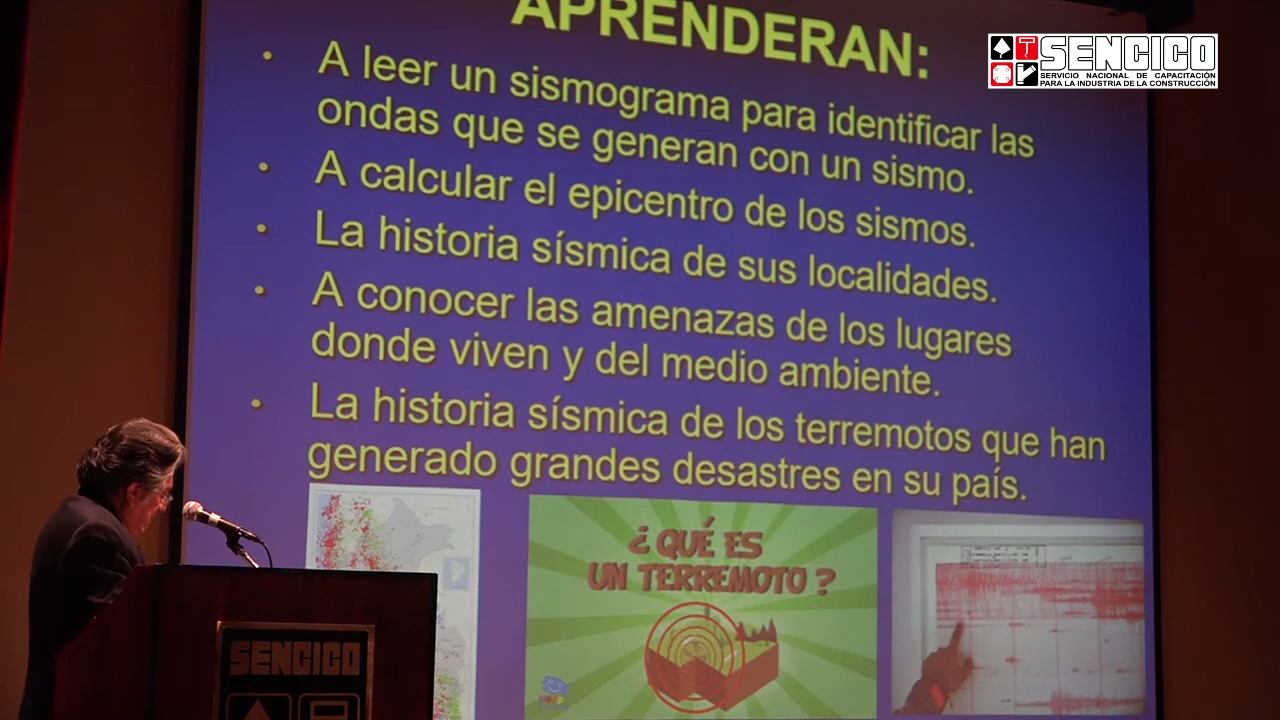 APRENDERAN:
• A leer un sismograma para identificar las
ondas que se generan con un sismo.
• A calcular el epicentro de los sismos.
• La historia sísmica de sus localidades.
• A conocer las amenazas de los lugares
donde viven y del medio ambiente.
• La historia sísmica de los terremotos que han
generado grandes desastres en su país.
¿QUÉ ES
UN TERREMOTO?
SENCICO
SENCICO
SERVICIO NACIONAL DE CAPACITACIÓN
PARA LA INDUSTRIA DE LA CONSTRUCCIÓN